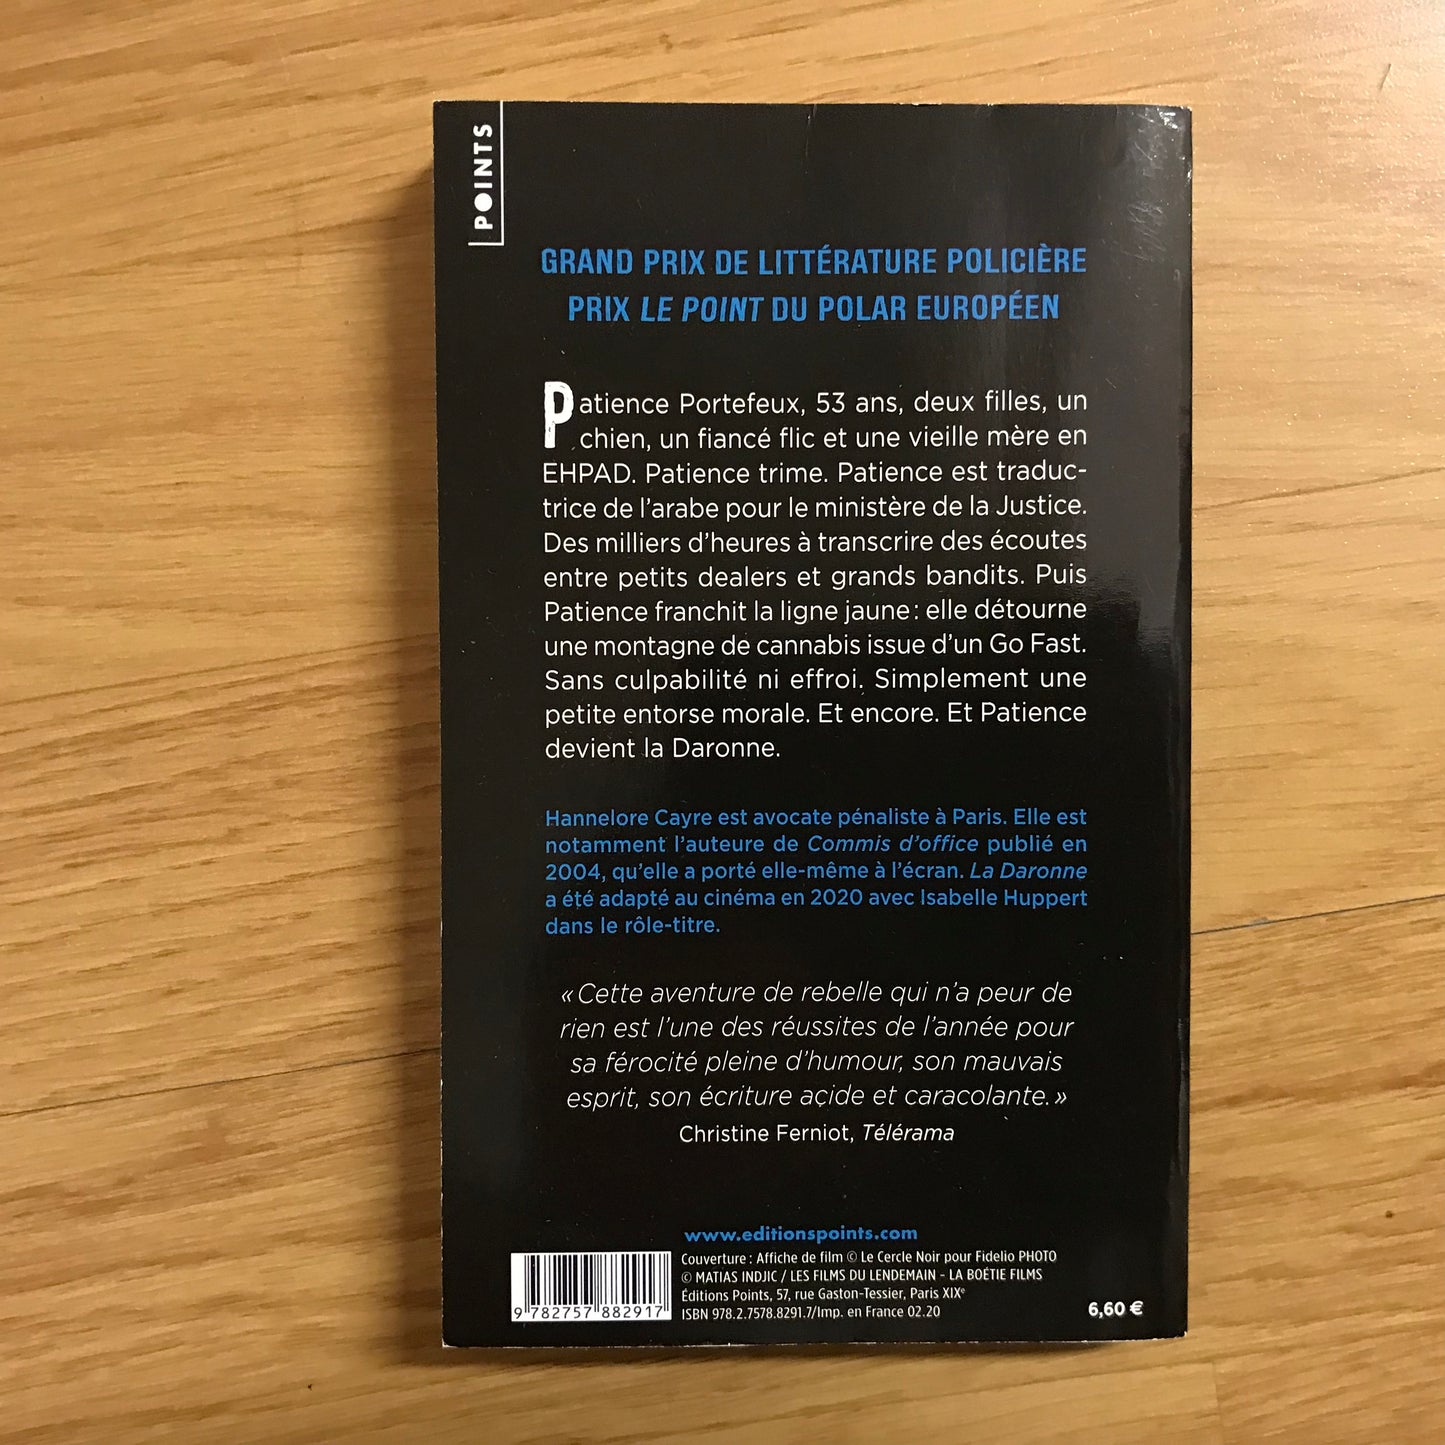 POINTS
GRAND PRIX DE LITTÉRATURE POLICIÈRE
PRIX LE POINT DU POLAR EUROPÉEN
Patience Portefeux, 53 ans, deux filles, un
chien, un fiancé flic et une vieille mère en
EHPAD. Patience trime. Patience est traduc-
trice de l'arabe pour le ministère de la Justice.
Des milliers d'heures à transcrire des écoutes
entre petits dealers et grands bandits. Puis
Patience franchit la ligne jaune : elle détourne
une montagne de cannabis issue d'un Go Fast.
Sans culpabilité ni effroi. Simplement une
petite entorse morale. Et encore. Et Patience
devient la Daronne.
Hannelore Cayre est avocate pénaliste à Paris. Elle est
notamment l'auteure de Commis d'office publié en
2004, qu'elle a porté elle-même à l'écran. La Daronne
a été adapté au cinéma en 2020 avec Isabelle Huppert
dans le rôle-titre.
« Cette aventure de rebelle qui n'a peur de
rien est l'une des réussites de l'année pour
sa férocité pleine d'humour, son mauvais
esprit, son écriture acide et caracolante. »
Christine Ferniot, Télérama
www.editionspoints.com
Couverture : Affiche de film © Le Cercle Noir pour Fidelio PHOTO
© MATIAS INDJIC / LES FILMS DU LENDEMAIN - LA BOÉTIE FILMS
Éditions Points, 57, rue Gaston-Tessier, Paris XIXe
ISBN 978.2.7578.8291.7/Imp. en France 02.20
9 782757 882917
6,60 €